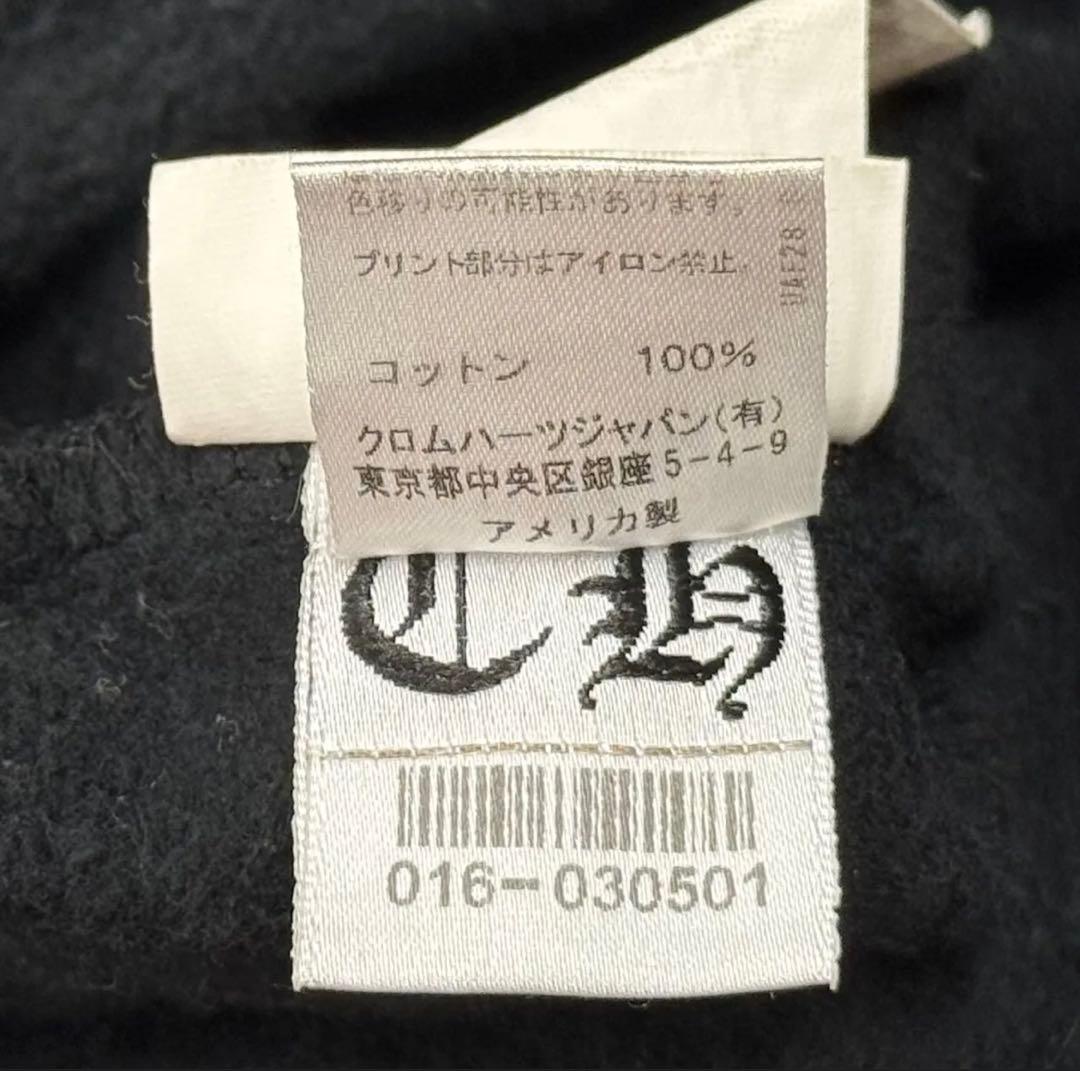 色移りの可能性があります。
プリント部分はアイロン禁止。
UAE28
コットン 100%
クロムハーツジャパン(有)
東京都中央区銀座5-4-9
アメリカ製
CH
016-030501